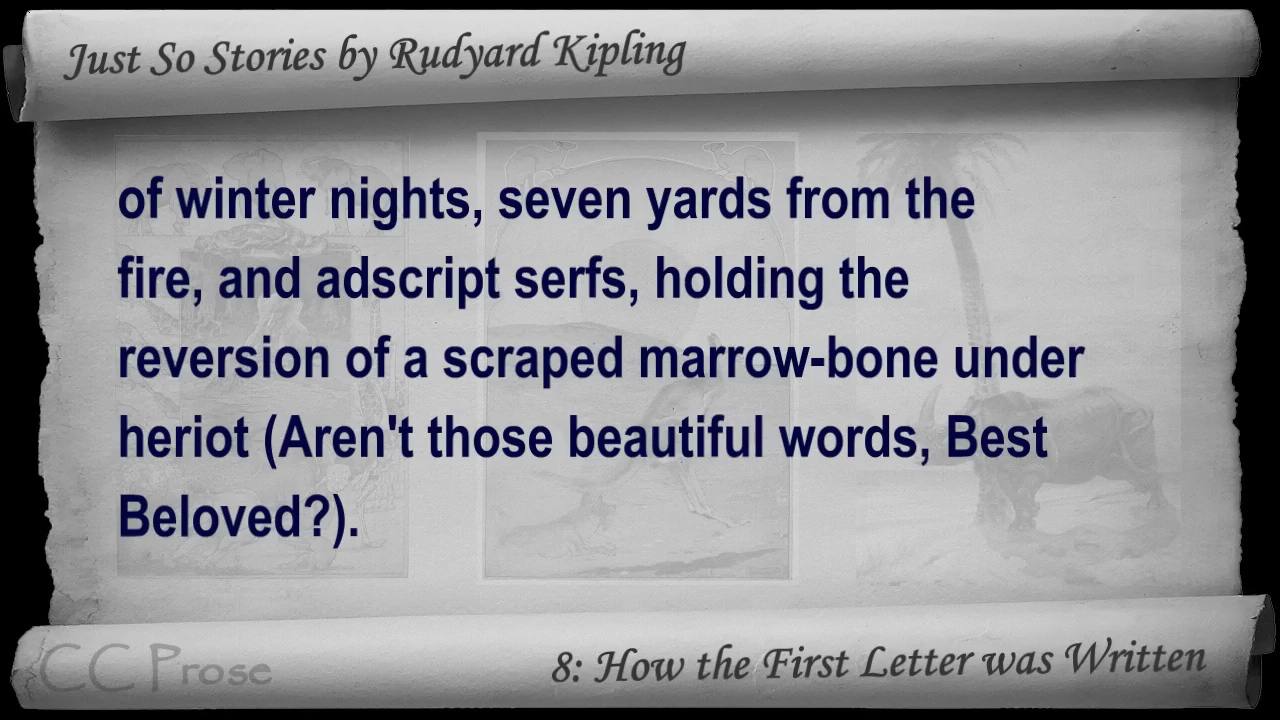 Just So Stories by Rudyard Kipling
of winter nights, seven yards from the
fire, and adscript serfs, holding the
reversion of a scraped marrow-bone under
heriot (Aren't those beautiful words, Best
Beloved?).
CC Prose
8: How the First Letter was Written